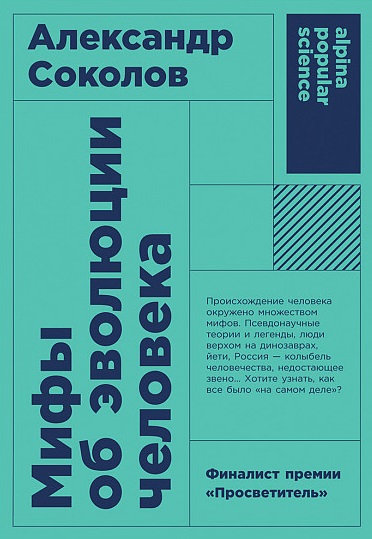 Александр
Соколов
alpina
popular
science
Мифы
об эволюции
человека
Происхождение человека
окружено множеством
мифов. Псевдонаучные
теории и легенды, люди
верхом на динозаврах,
йети, Россия — колыбель
человечества, недостающее
звено... Хотите узнать, как
все было «на самом деле»?
Финалист премии
«Просветитель»